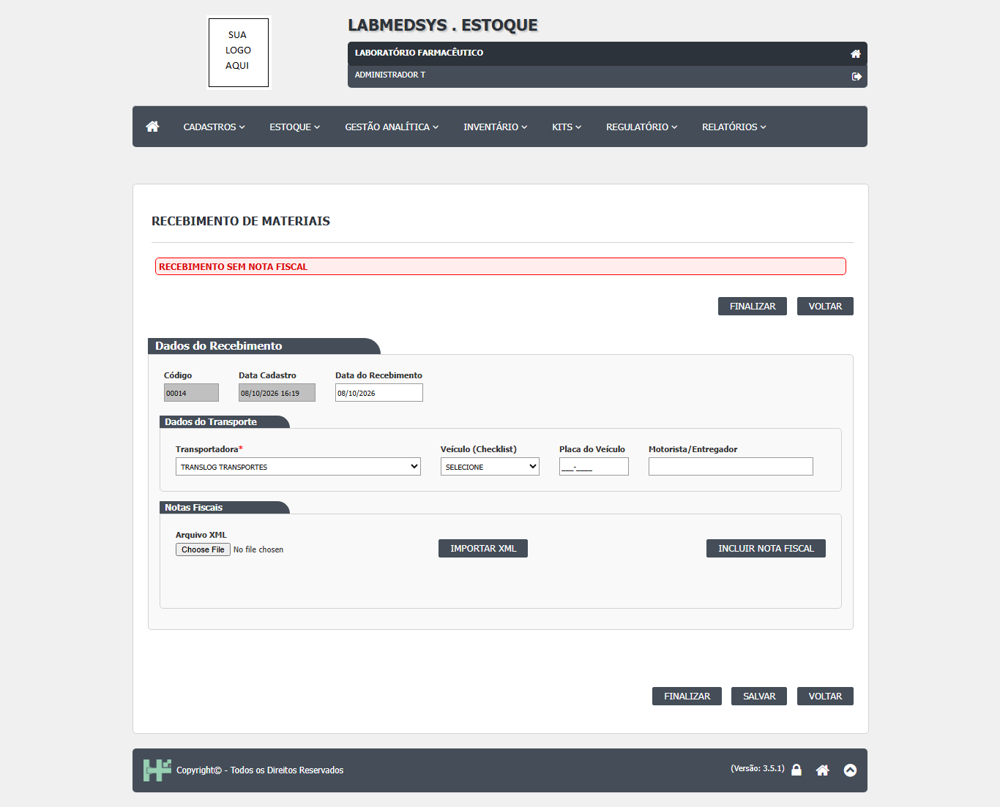 SUA
LOGO
AQUI
LABMEDSYS . ESTOQUE
LABORATÓRIO FARMACÊUTICO
ADMINISTRADOR T
CADASTROS
ESTOQUE
GESTÃO ANALÍTICA
INVENTÁRIO
KITS
REGULATÓRIO
RELATÓRIOS
RECEBIMENTO DE MATERIAIS
RECEBIMENTO SEM NOTA FISCAL
FINALIZAR
VOLTAR
Dados do Recebimento
Código
Data Cadastro
Data do Recebimento
00014
08/10/2026 16:19
08/10/2026
Dados do Transporte
Transportadora*
Veículo (Checklist)
Placa do Veículo
Motorista/Entregador
TRANSLOG TRANSPORTES
SELECIONE
___-____
Notas Fiscais
Arquivo XML
Choose File No file chosen
IMPORTAR XML
INCLUIR NOTA FISCAL
FINALIZAR
SALVAR
VOLTAR
Copyright© - Todos os Direitos Reservados
(Versão: 3.5.1)